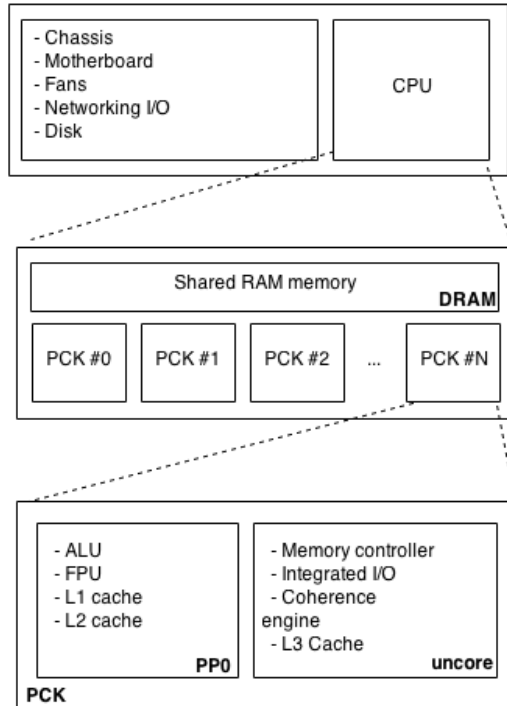 - Chassis
- Motherboard
- Fans
- Networking I/O
- Disk
CPU
Shared RAM memory
DRAM
PCK #0
PCK #1
PCK #2
...
PCK #N
- ALU
- FPU
- L1 cache
- L2 cache
PP0
- Memory controller
- Integrated I/O
- Coherence
engine
- L3 Cache
uncore
PCK